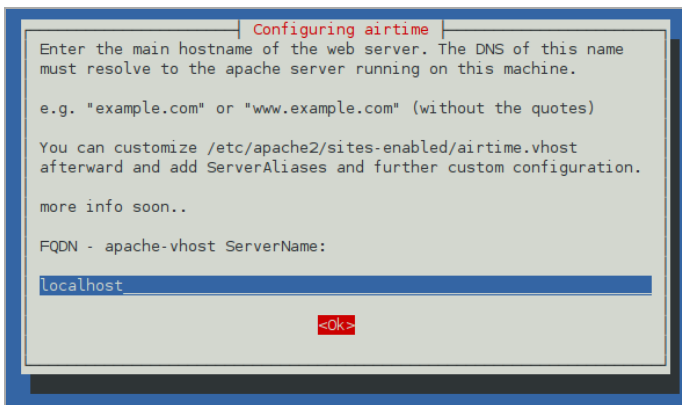 Configuring airtime
Enter the main hostname of the web server. The DNS of this name
must resolve to the apache server running on this machine.
e.g. "example.com" or "www.example.com" (without the quotes)
You can customize /etc/apache2/sites-enabled/airtime.vhost
afterward and add ServerAliases and further custom configuration.
more info soon..
FQDN - apache-vhost ServerName:
localhost
<Ok>